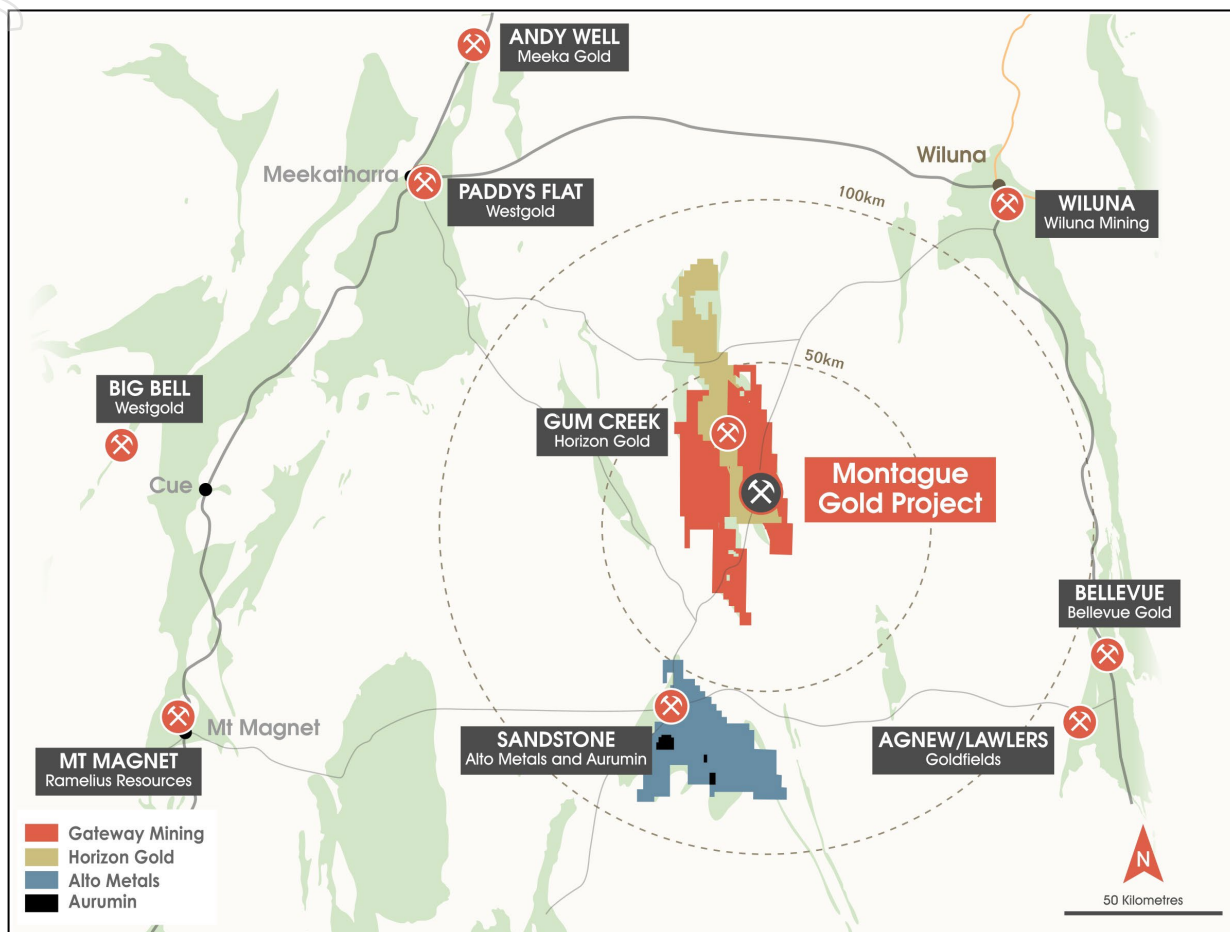 ANDY WELL
Meeka Gold
Meekatharra
PADDYS FLAT
Westgold
Wiluna
WILUNA
Wiluna Mining
100km
50km
BIG BELL
Westgold
GUM CREEK
Horizon Gold
Cue
Montague
Gold Project
BELLEVUE
Bellevue Gold
Mt Magnet
MT MAGNET
Ramelius Resources
SANDSTONE
Alto Metals and Aurumin
AGNEW/LAWLERS
Goldfields
Gateway Mining
Horizon Gold
Alto Metals
Aurumin
N
50 Kilometres